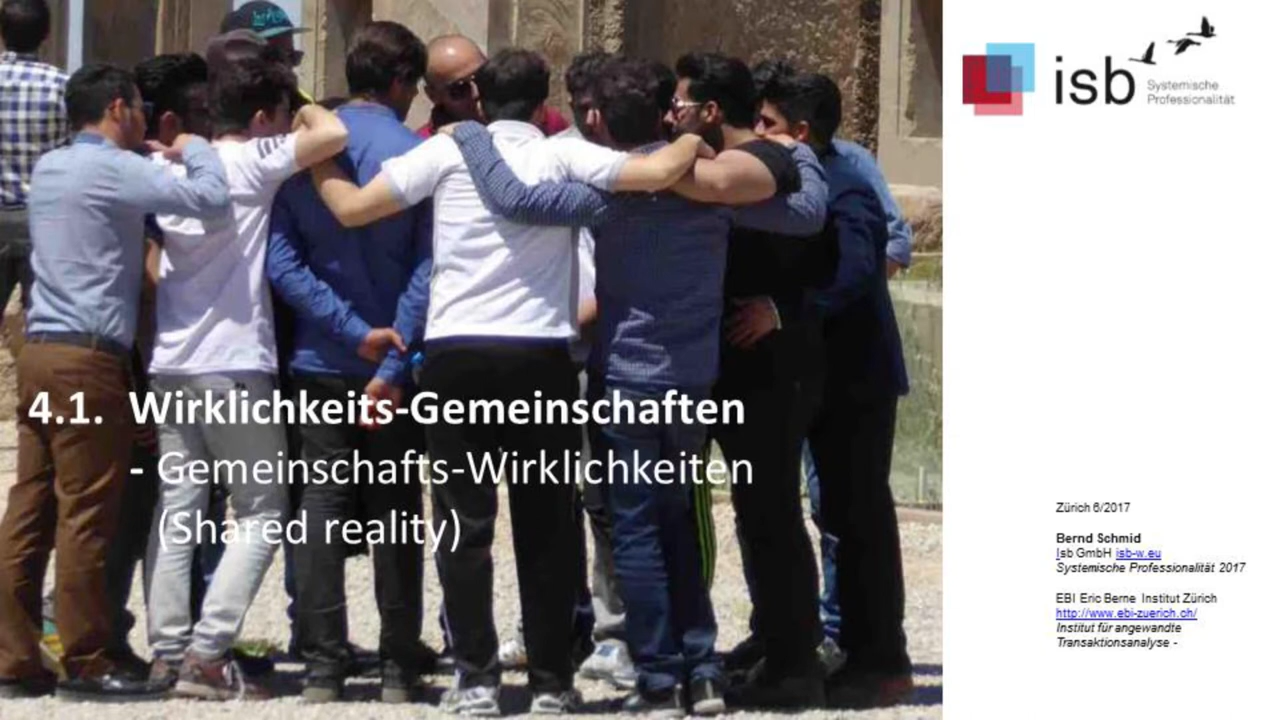 isb
Systemische
Professionalität
4.1. Wirklichkeits-Gemeinschaften
- Gemeinschafts-Wirklichkeiten
(Shared reality)
Zürich 6/2017
Bernd Schmid
Isb GmbH isb-w.eu
Systemische Professionalität 2017
EBI Eric Berne Institut Zürich
http://www.ebi-zuerich.ch/
Institut für angewandte
Transaktionsanalyse -